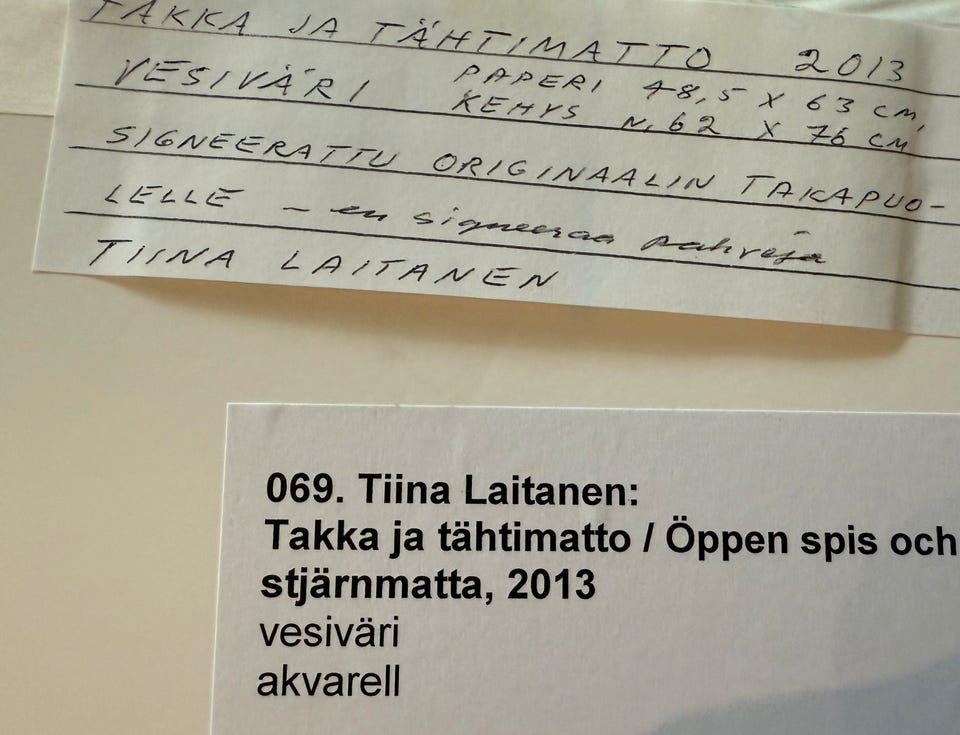 TAKKA JA TÄHTIMATTO 2013
VESIVÄRI PAPERI 48,5 X 63 CM,
KEHYS N. 62 X 76 CM
SIGNEERATTU ORIGINAALIN TAKAPUO-
LELLE – en signeeraa pahveja
TIINA LAITANEN
069. Tiina Laitanen:
Takka ja tähtimatto / Öppen spis och
stjärnmatta, 2013
vesiväri
akvarell